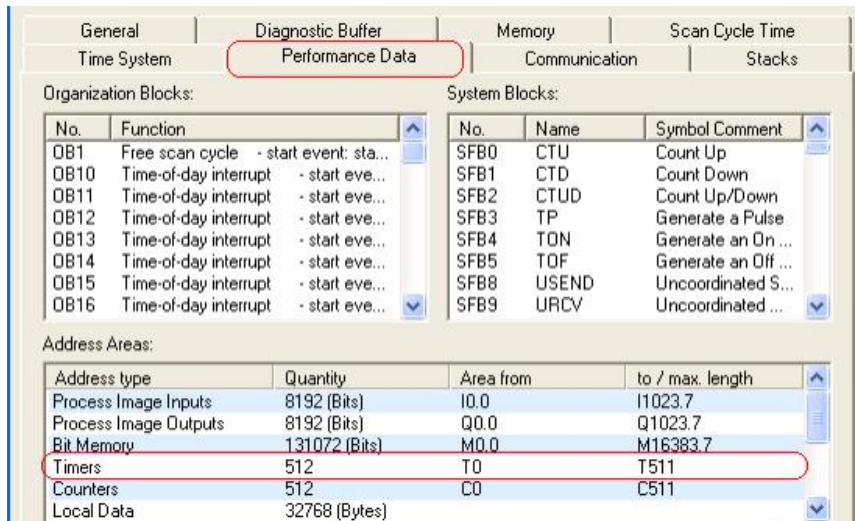 General Diagnostic Buffer Memory Scan Cycle Time
Time System Performance Data Communication Stacks
Organization Blocks:
No. Function
OB1 Free scan cycle - start event: sta...
OB10 Time-of-day interrupt - start eve...
OB11 Time-of-day interrupt - start eve...
OB12 Time-of-day interrupt - start eve...
OB13 Time-of-day interrupt - start eve...
OB14 Time-of-day interrupt - start eve...
OB15 Time-of-day interrupt - start eve...
OB16 Time-of-day interrupt - start eve...
System Blocks:
No. Name Symbol Comment
SFB0 CTU Count Up
SFB1 CTD Count Down
SFB2 CTUD Count Up/Down
SFB3 TP Generate a Pulse
SFB4 TON Generate an On ...
SFB5 TOF Generate an Off ...
SFB8 USEND Uncoordinated S...
SFB9 URCV Uncoordinated ...
Address Areas:
Address type Quantity Area from to / max. length
Process Image Inputs 8192 (Bits) I0.0 I1023.7
Process Image Outputs 8192 (Bits) Q0.0 Q1023.7
Bit Memory 131072 (Bits) M0.0 M16383.7
Timers 512 T0 T511
Counters 512 C0 C511
Local Data 32768 (Bytes)